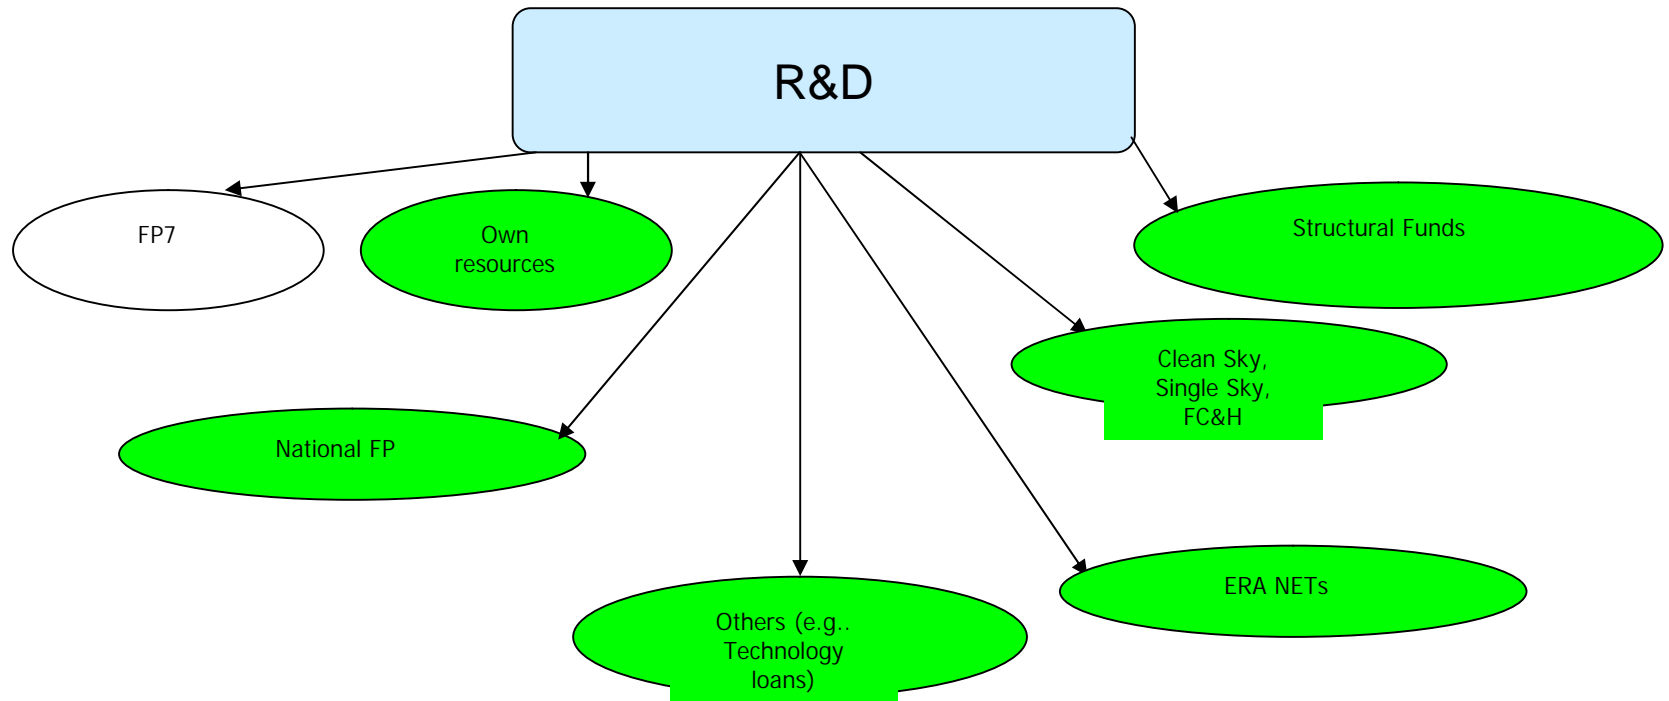 R&D
FP7
Own
resources
Structural Funds
Clean Sky,
Single Sky,
FC&H
National FP
ERA NETs
Others (e.g..
Technology
loans)